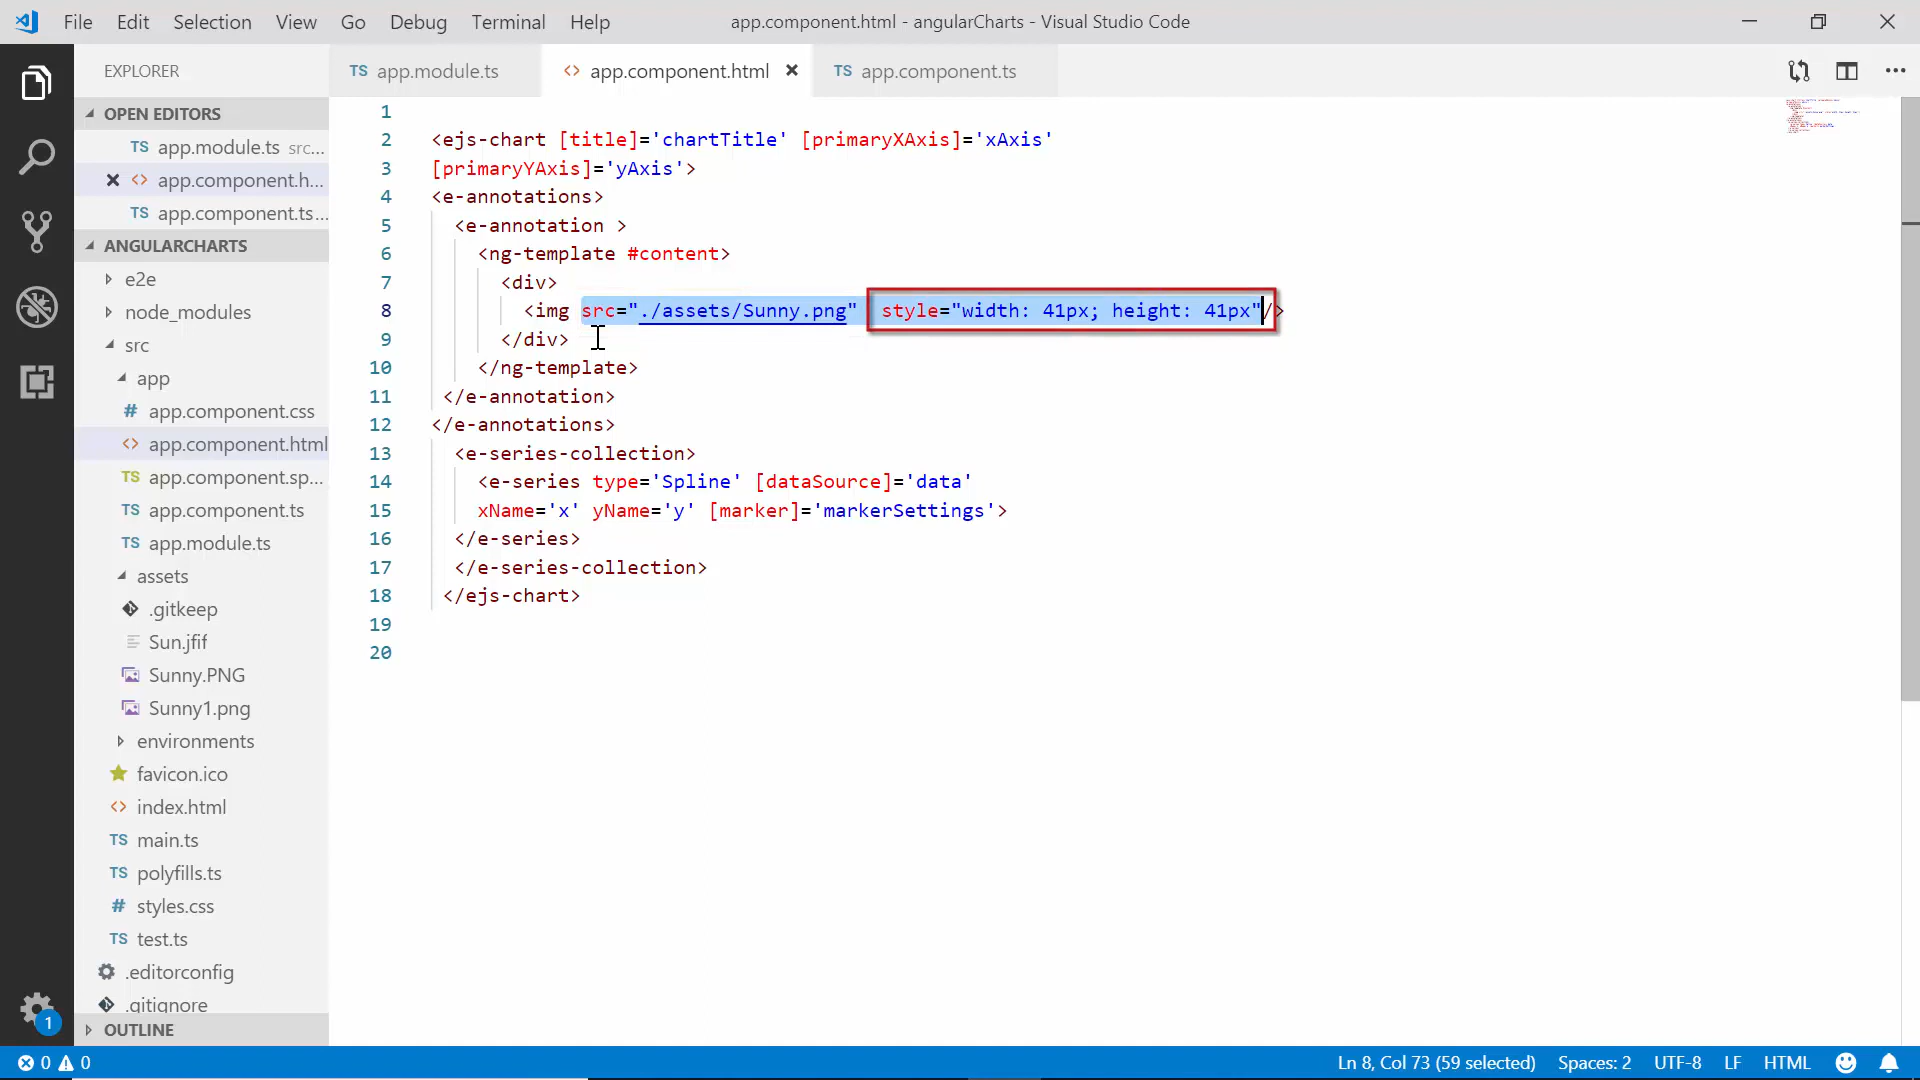 File Edit Selection View Go Debug Terminal Help app.component.html - angularCharts - Visual Studio Code
EXPLORER
OPEN EDITORS
TS app.module.ts src...
<> app.component.h...
TS app.component.ts...
ANGULARCHARTS
e2e
node_modules
src
app
# app.component.css
<> app.component.html
TS app.component.sp...
TS app.component.ts
TS app.module.ts
assets
.gitkeep
Sun.jfif
Sunny.PNG
Sunny1.png
environments
favicon.ico
<> index.html
TS main.ts
TS polyfills.ts
# styles.css
TS test.ts
.editorconfig
.gitignore
OUTLINE
TS app.module.ts <> app.component.html TS app.component.ts
1
2 <ejs-chart [title]='chartTitle' [primaryXAxis]='xAxis'
3 [primaryYAxis]='yAxis'>
4 <e-annotations>
5 <e-annotation >
6 <ng-template #content>
7 <div>
8 <img src="./assets/Sunny.png" style="width: 41px; height: 41px"/>
9 </div>
10 </ng-template>
11 </e-annotation>
12 </e-annotations>
13 <e-series-collection>
14 <e-series type='Spline' [dataSource]='data'
15 xName='x' yName='y' [marker]='markerSettings'>
16 </e-series>
17 </e-series-collection>
18 </ejs-chart>
19
20
1
0 0 Ln 8, Col 73 (59 selected) Spaces: 2 UTF-8 LF HTML